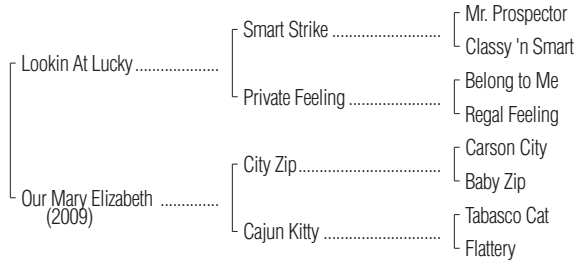 Mr. Prospector
Smart Strike ........................
Classy 'n Smart
Lookin At Lucky...................
Belong to Me
Private Feeling .....................
Regal Feeling
Carson City
City Zip................................
Baby Zip
Our Mary Elizabeth .............
(2009)
Tabasco Cat
Cajun Kitty ...........................
Flattery